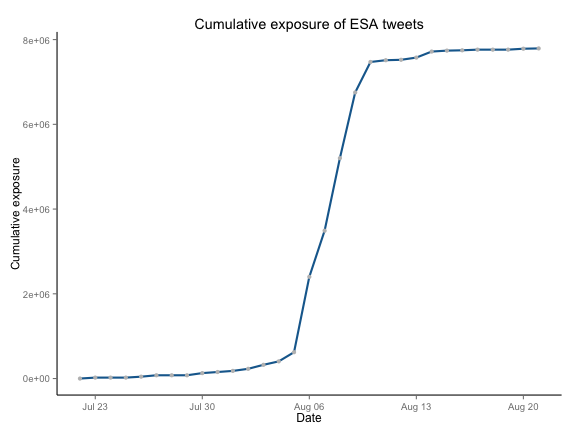 Cumulative exposure of ESA tweets
8e+06
6e+06
4e+06
2e+06
0e+00
Cumulative exposure
Jul 23
Jul 30
Aug 06
Aug 13
Aug 20
Date